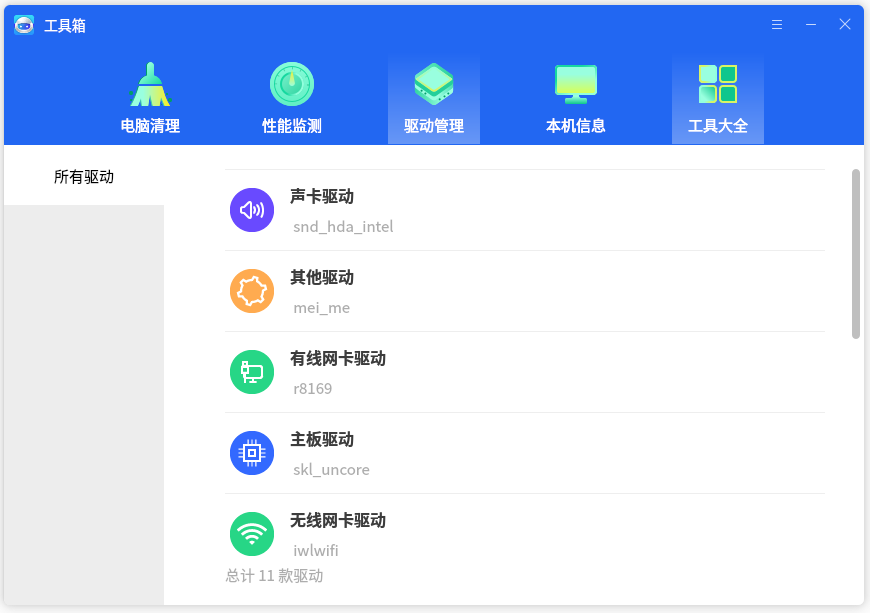 工具箱
电脑清理
性能监测
驱动管理
本机信息
工具大全
所有驱动
声卡驱动
snd_hda_intel
其他驱动
mei_me
有线网卡驱动
r8169
主板驱动
skl_uncore
无线网卡驱动
iwlwifi
总计 11 款驱动